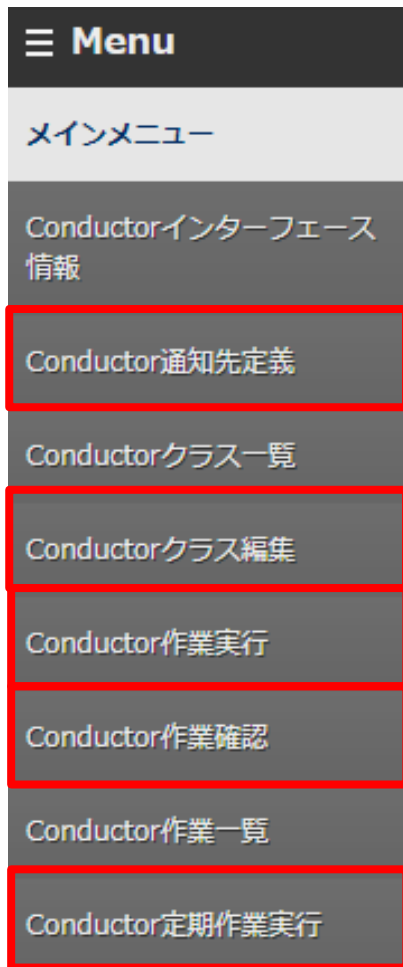 ☰ Menu
メインメニュー
Conductorインターフェース
情報
Conductor通知先定義
Conductorクラス一覧
Conductorクラス編集
Conductor作業実行
Conductor作業確認
Conductor作業一覧
Conductor定期作業実行